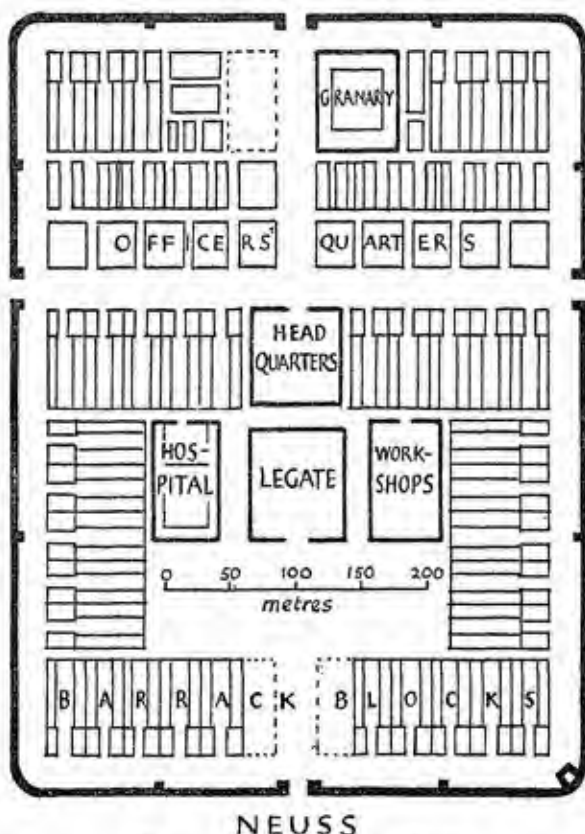 GRANARY
OFFICERS' QUARTERS
HEAD
QUARTERS
HOS-
PITAL
LEGATE
WORK-
SHOPS
0 50 100 150 200
metres
BARRACK BLOCKS
NEUSS